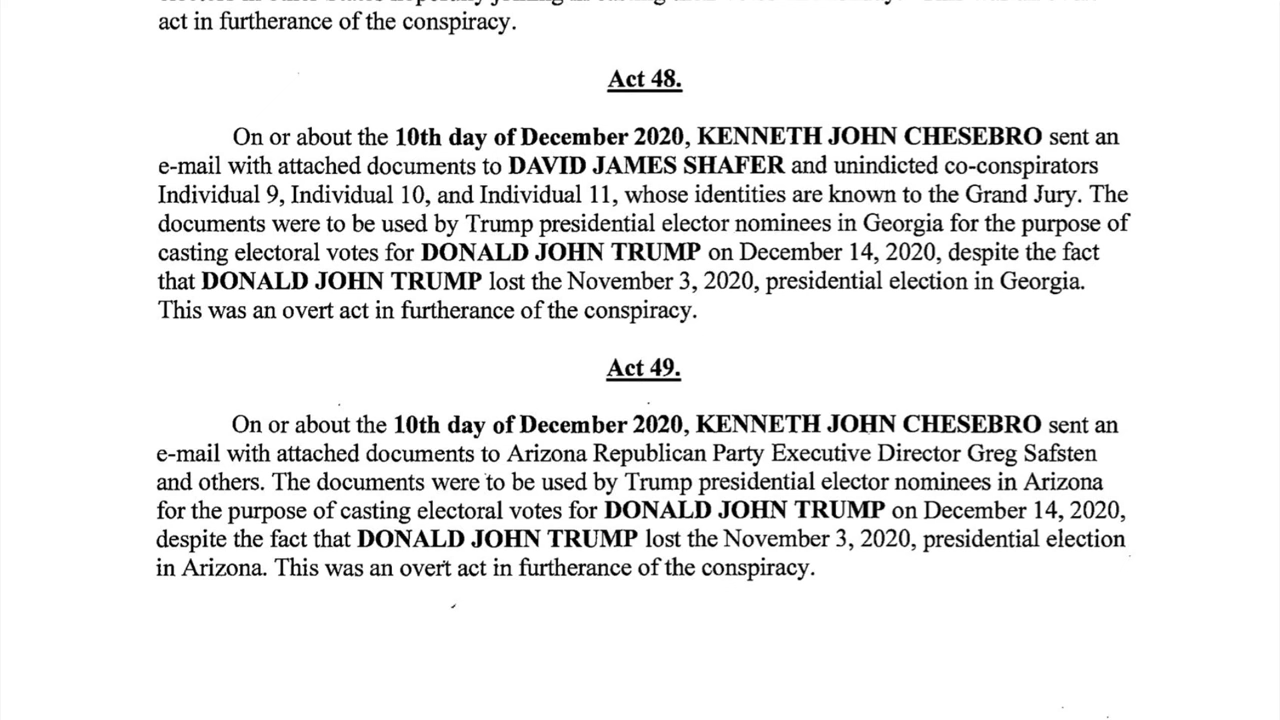 act in furtherance of the conspiracy.
Act 48.
On or about the 10th day of December 2020, KENNETH JOHN CHESEBRO sent an
e-mail with attached documents to DAVID JAMES SHAFER and unindicted co-conspirators
Individual 9, Individual 10, and Individual 11, whose identities are known to the Grand Jury. The
documents were to be used by Trump presidential elector nominees in Georgia for the purpose of
casting electoral votes for DONALD JOHN TRUMP on December 14, 2020, despite the fact
that DONALD JOHN TRUMP lost the November 3, 2020, presidential election in Georgia.
This was an overt act in furtherance of the conspiracy.
Act 49.
On or about the 10th day of December 2020, KENNETH JOHN CHESEBRO sent an
e-mail with attached documents to Arizona Republican Party Executive Director Greg Safsten
and others. The documents were to be used by Trump presidential elector nominees in Arizona
for the purpose of casting electoral votes for DONALD JOHN TRUMP on December 14, 2020,
despite the fact that DONALD JOHN TRUMP lost the November 3, 2020, presidential election
in Arizona. This was an overt act in furtherance of the conspiracy.